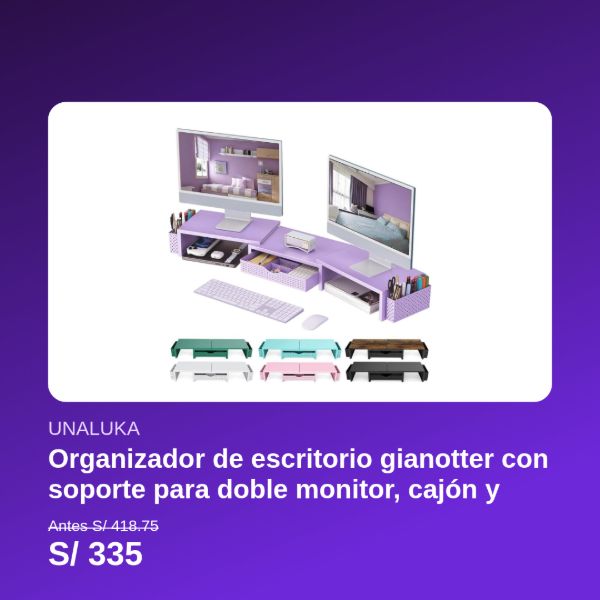 UNALUKA
Organizador de escritorio gianotter con
soporte para doble monitor, cajón y
Antes S/ 418.75
S/ 335